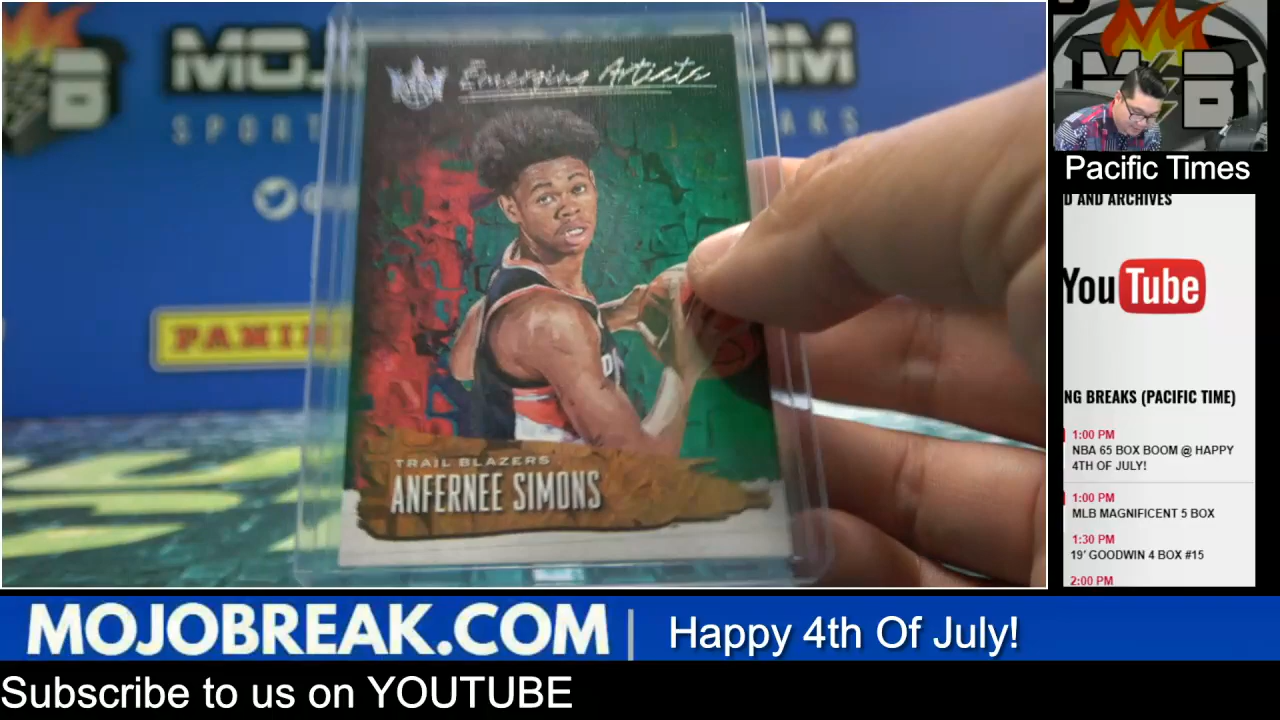 Emerging Artists
TRAIL BLAZERS
ANFERNEE SIMONS
PANINI
SPORT
AKS
Pacific Times
D AND ARCHIVES
YouTube
NG BREAKS (PACIFIC TIME)
1:00 PM
NBA 65 BOX BOOM @ HAPPY
4TH OF JULY!
1:00 PM
MLB MAGNIFICENT 5 BOX
1:30 PM
19' GOODWIN 4 BOX #15
2:00 PM
MOJOBREAK.COM
Happy 4th Of July!
Subscribe to us on YOUTUBE